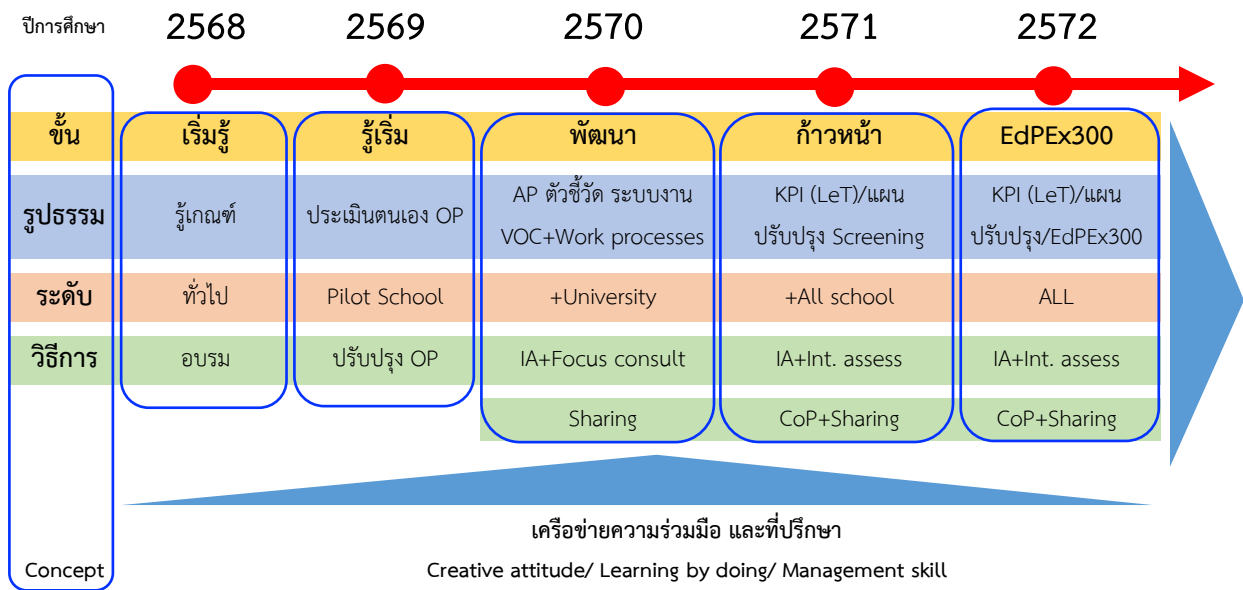 ปีการศึกษา 2568 2569 2570 2571 2572
ขั้น เริ่มรู้ รู้เริ่ม พัฒนา ก้าวหน้า EdPEx300
รูปธรรม รู้เกณฑ์ ประเมินตนเอง OP AP ตัวชี้วัด ระบบงาน KPI (LeT)/แผน KPI (LeT)/แผน
VOC+Work processes ปรับปรุง Screening ปรับปรุง/EdPEx300
ระดับ ทั่วไป Pilot School +University +All school ALL
วิธีการ อบรม ปรับปรุง OP IA+Focus consult IA+Int. assess IA+Int. assess
Sharing CoP+Sharing CoP+Sharing
เครือข่ายความร่วมมือ และที่ปรึกษา
Concept Creative attitude/ Learning by doing/ Management skill